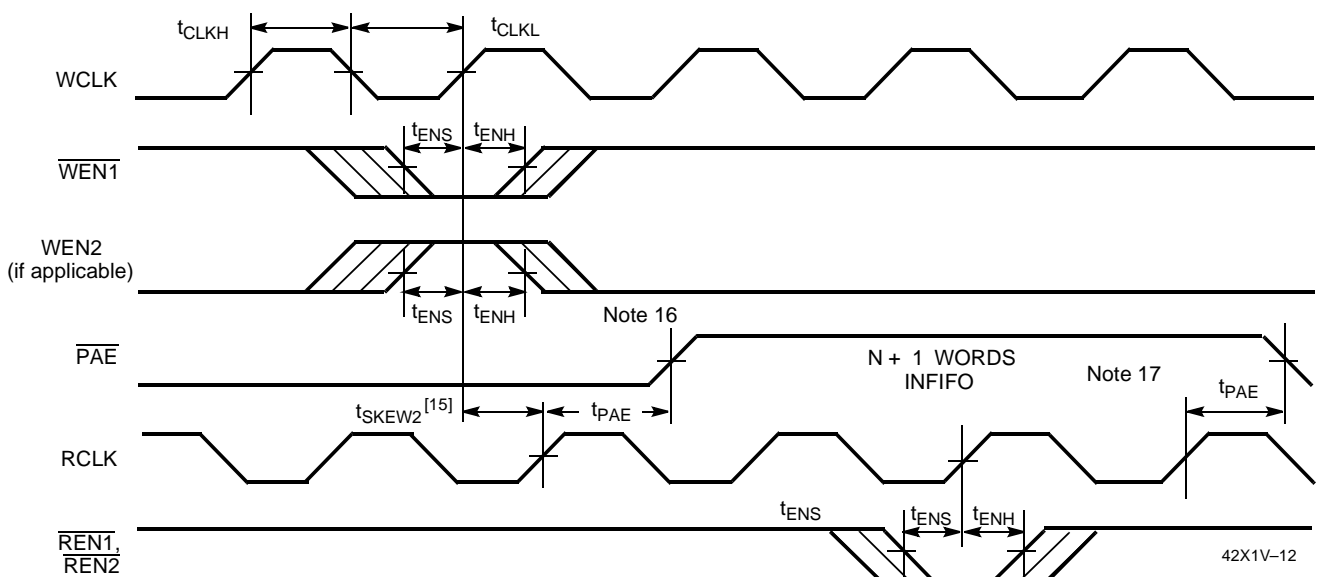 tCLKH
tCLKL
WCLK
tENS tENH
WEN1
WEN2
(if applicable)
tENS tENH
Note 16
PAE
N + 1 WORDS
INFIFO
Note 17
tPAE
tSKEW2[15]
tPAE
RCLK
tENS
tENS tENH
REN1,
REN2
42X1V–12